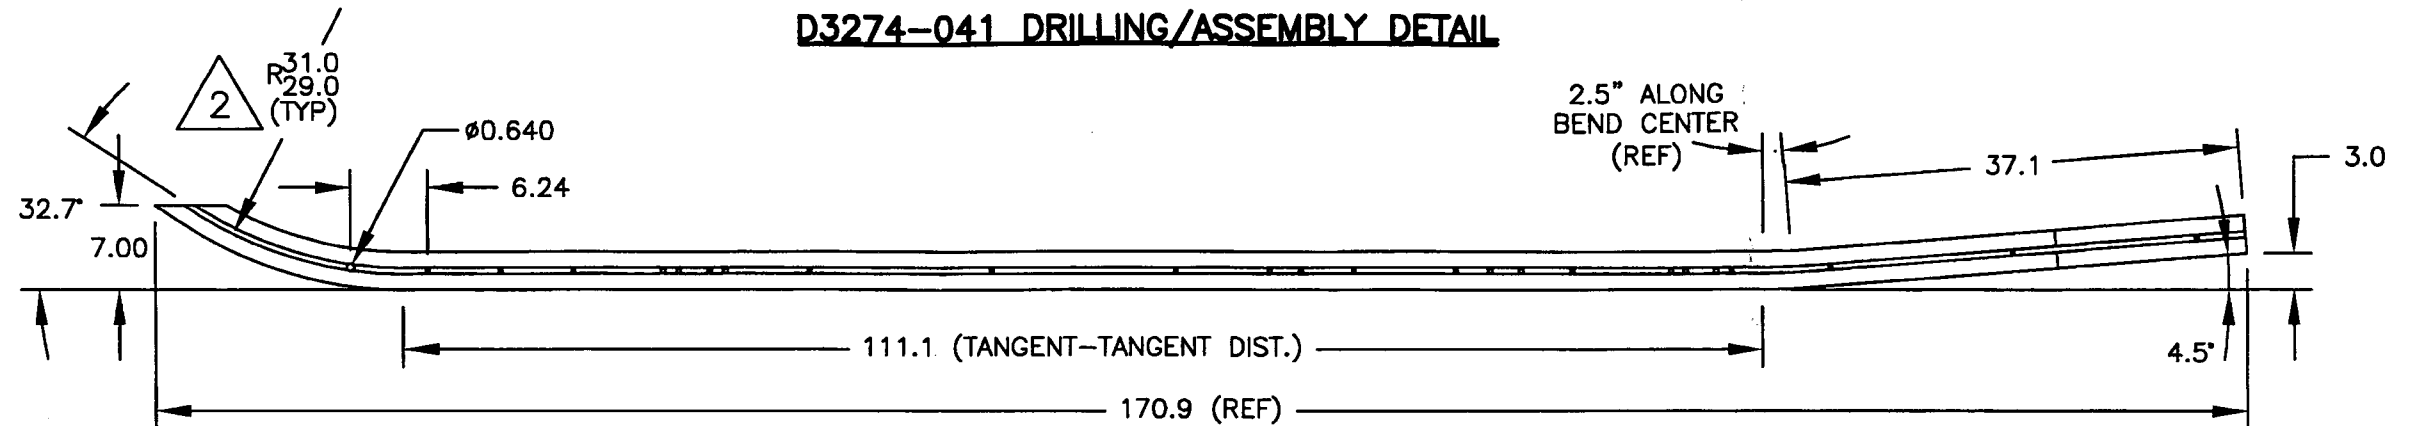 D3274-041 DRILLING/ASSEMBLY DETAIL
2
R31.0
29.0
(TYP)
ø0.640
6.24
2.5" ALONG
BEND CENTER
(REF)
37.1
3.0
32.7°
7.00
111.1 (TANGENT-TANGENT DIST.)
4.5°
170.9 (REF)